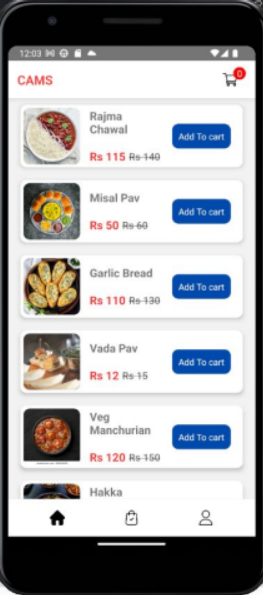 12:03
CAMS
0
Rajma
Chawal
Rs 115 Rs 140
Add To cart
Misal Pav
Rs 50 Rs 60
Add To cart
Garlic Bread
Rs 110 Rs 130
Add To cart
Vada Pav
Rs 12 Rs 15
Add To cart
Veg
Manchurian
Rs 120 Rs 150
Add To cart
Hakka